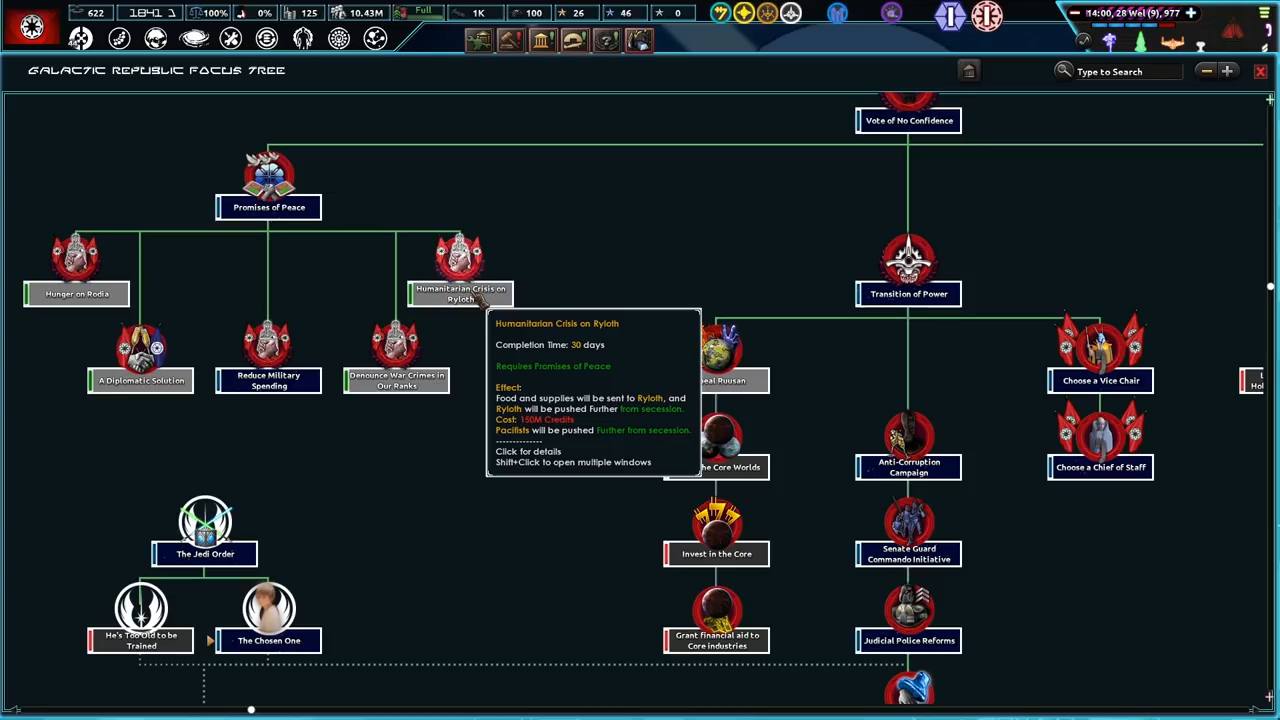 622
1841
100%
0%
125
10.43M
Full
1K
100
26
46
0
14:00, 28 Wel (9), 977
GALACTIC REPUBLIC FOCUS TREE
Type to Search
Vote of No Confidence
Promises of Peace
Hunger on Rodia
Humanitarian Crisis on
Ryloth
Transition of Power
A Diplomatic Solution
Reduce Military
Spending
Denounce War Crimes in
Our Ranks
Humanitarian Crisis on Ryloth
Completion Time: 30 days
Requires Promises of Peace
Effect:
Food and supplies will be sent to Ryloth, and
Ryloth will be pushed Further from secession.
Cost: 150M Credits
Pacifists will be pushed Further from secession.
--------------
Click for details
Shift+Click to open multiple windows
Ruusan
Choose a Vice Chair
he Core Worlds
Anti-Corruption
Campaign
Choose a Chief of Staff
The Jedi Order
Invest in the Core
Senate Guard
Commando Initiative
He's Too Old to be
Trained
The Chosen One
Grant financial aid to
Core industries
Judicial Police Reforms